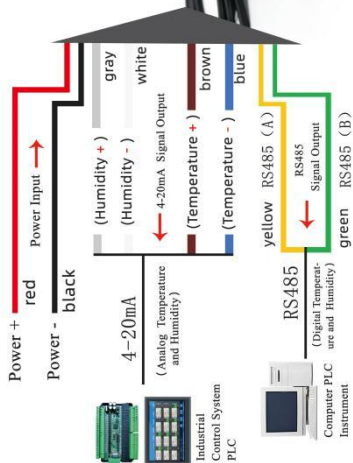 Power +
red
Power Input
Power -
black
gray
white
(Humidity +)
(Humidity -)
4-20mA Signal Output
brown
blue
(Temperature +)
(Temperature -)
4-20mA
(Analog Temperature
and Humidity)
Industrial
Control System
PLC
yellow RS485 (A)
RS485
Signal Output
green RS485 (B)
RS485
(Digital Temperat-
ure and Humidity)
Computer PLC
Instrument